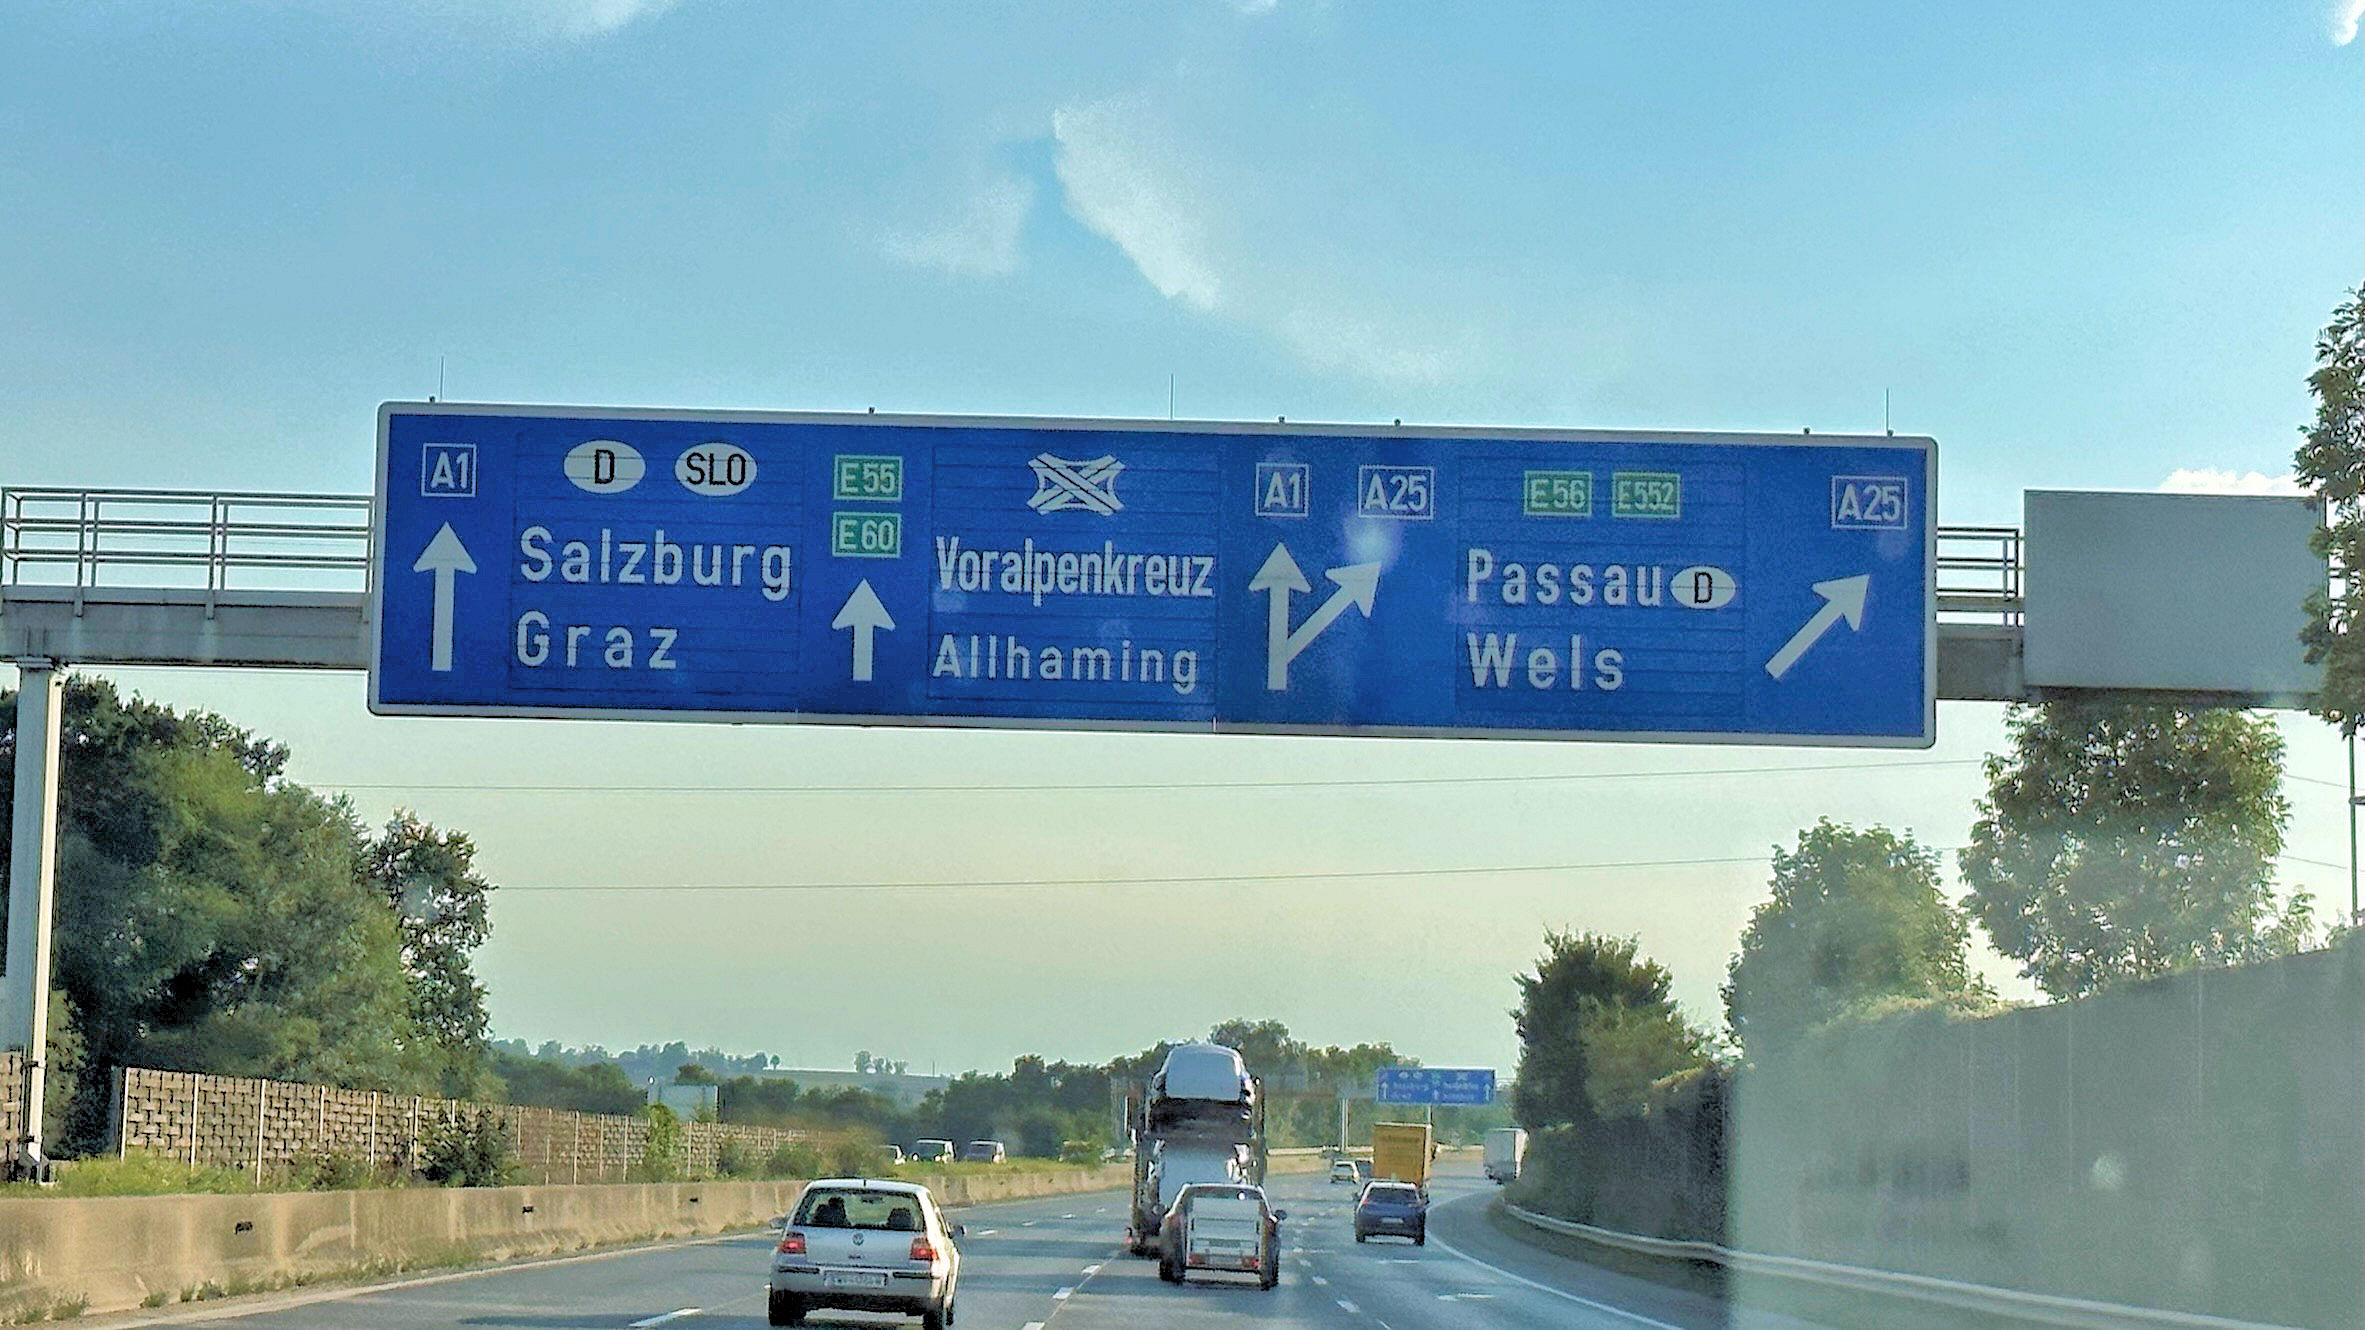 A1
D SLO
Salzburg
Graz
E55
E60
Voralpenkreuz
Allhaming
A1 A25
E56 E552
Passau D
Wels
A25